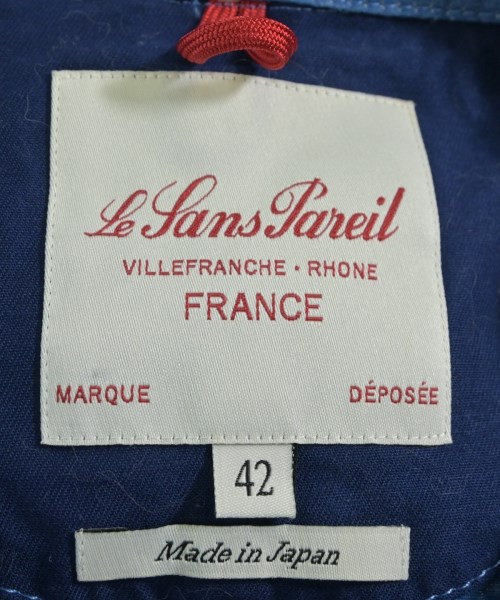 Le Sans Pareil
VILLEFRANCHE · RHONE
FRANCE
MARQUE DÉPOSÉE
42
Made in Japan